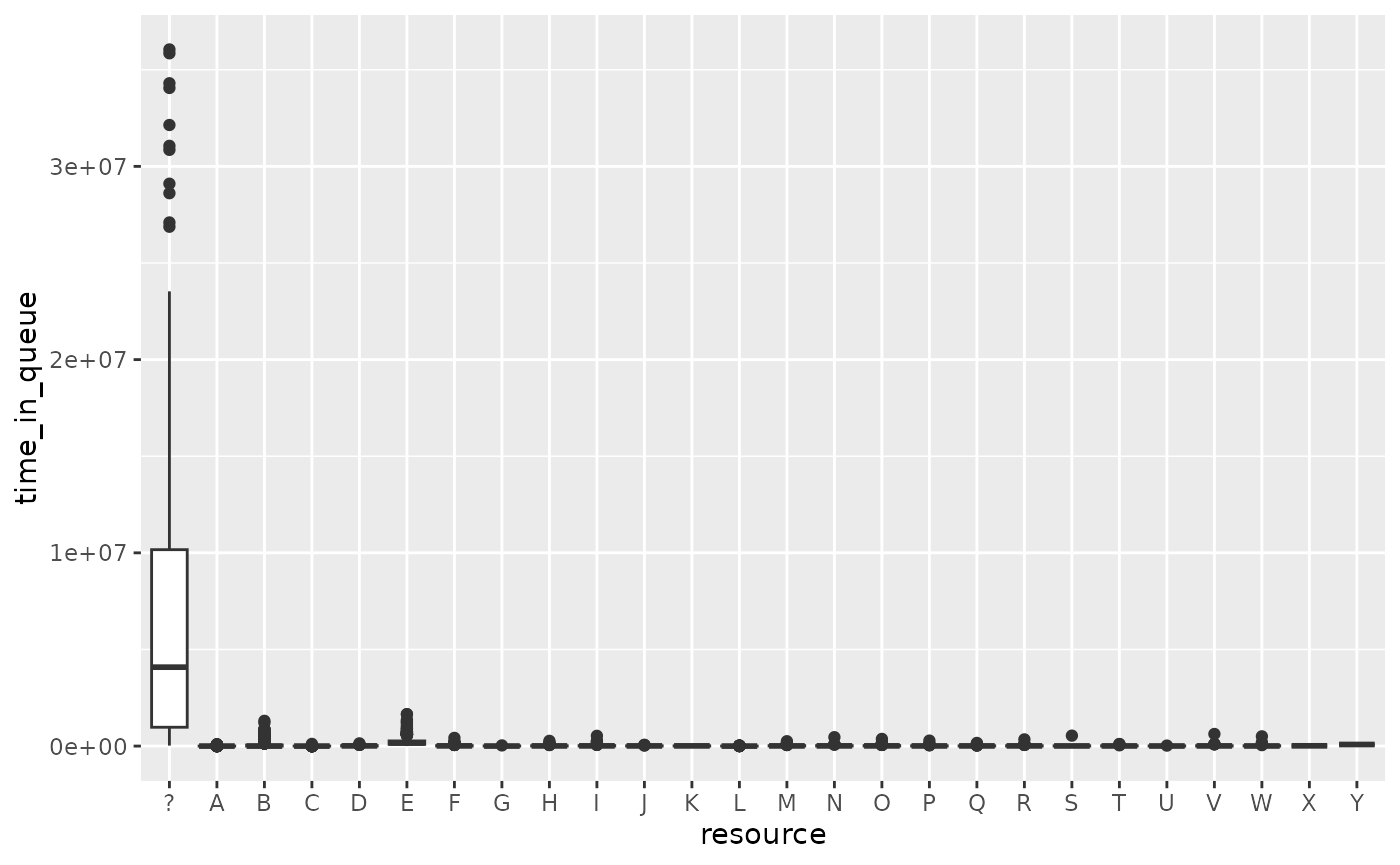 time_in_queue
3e+07
2e+07
1e+07
0e+00
? A B C D E F G H I J K L M N O P Q R S T U V W X Y
resource